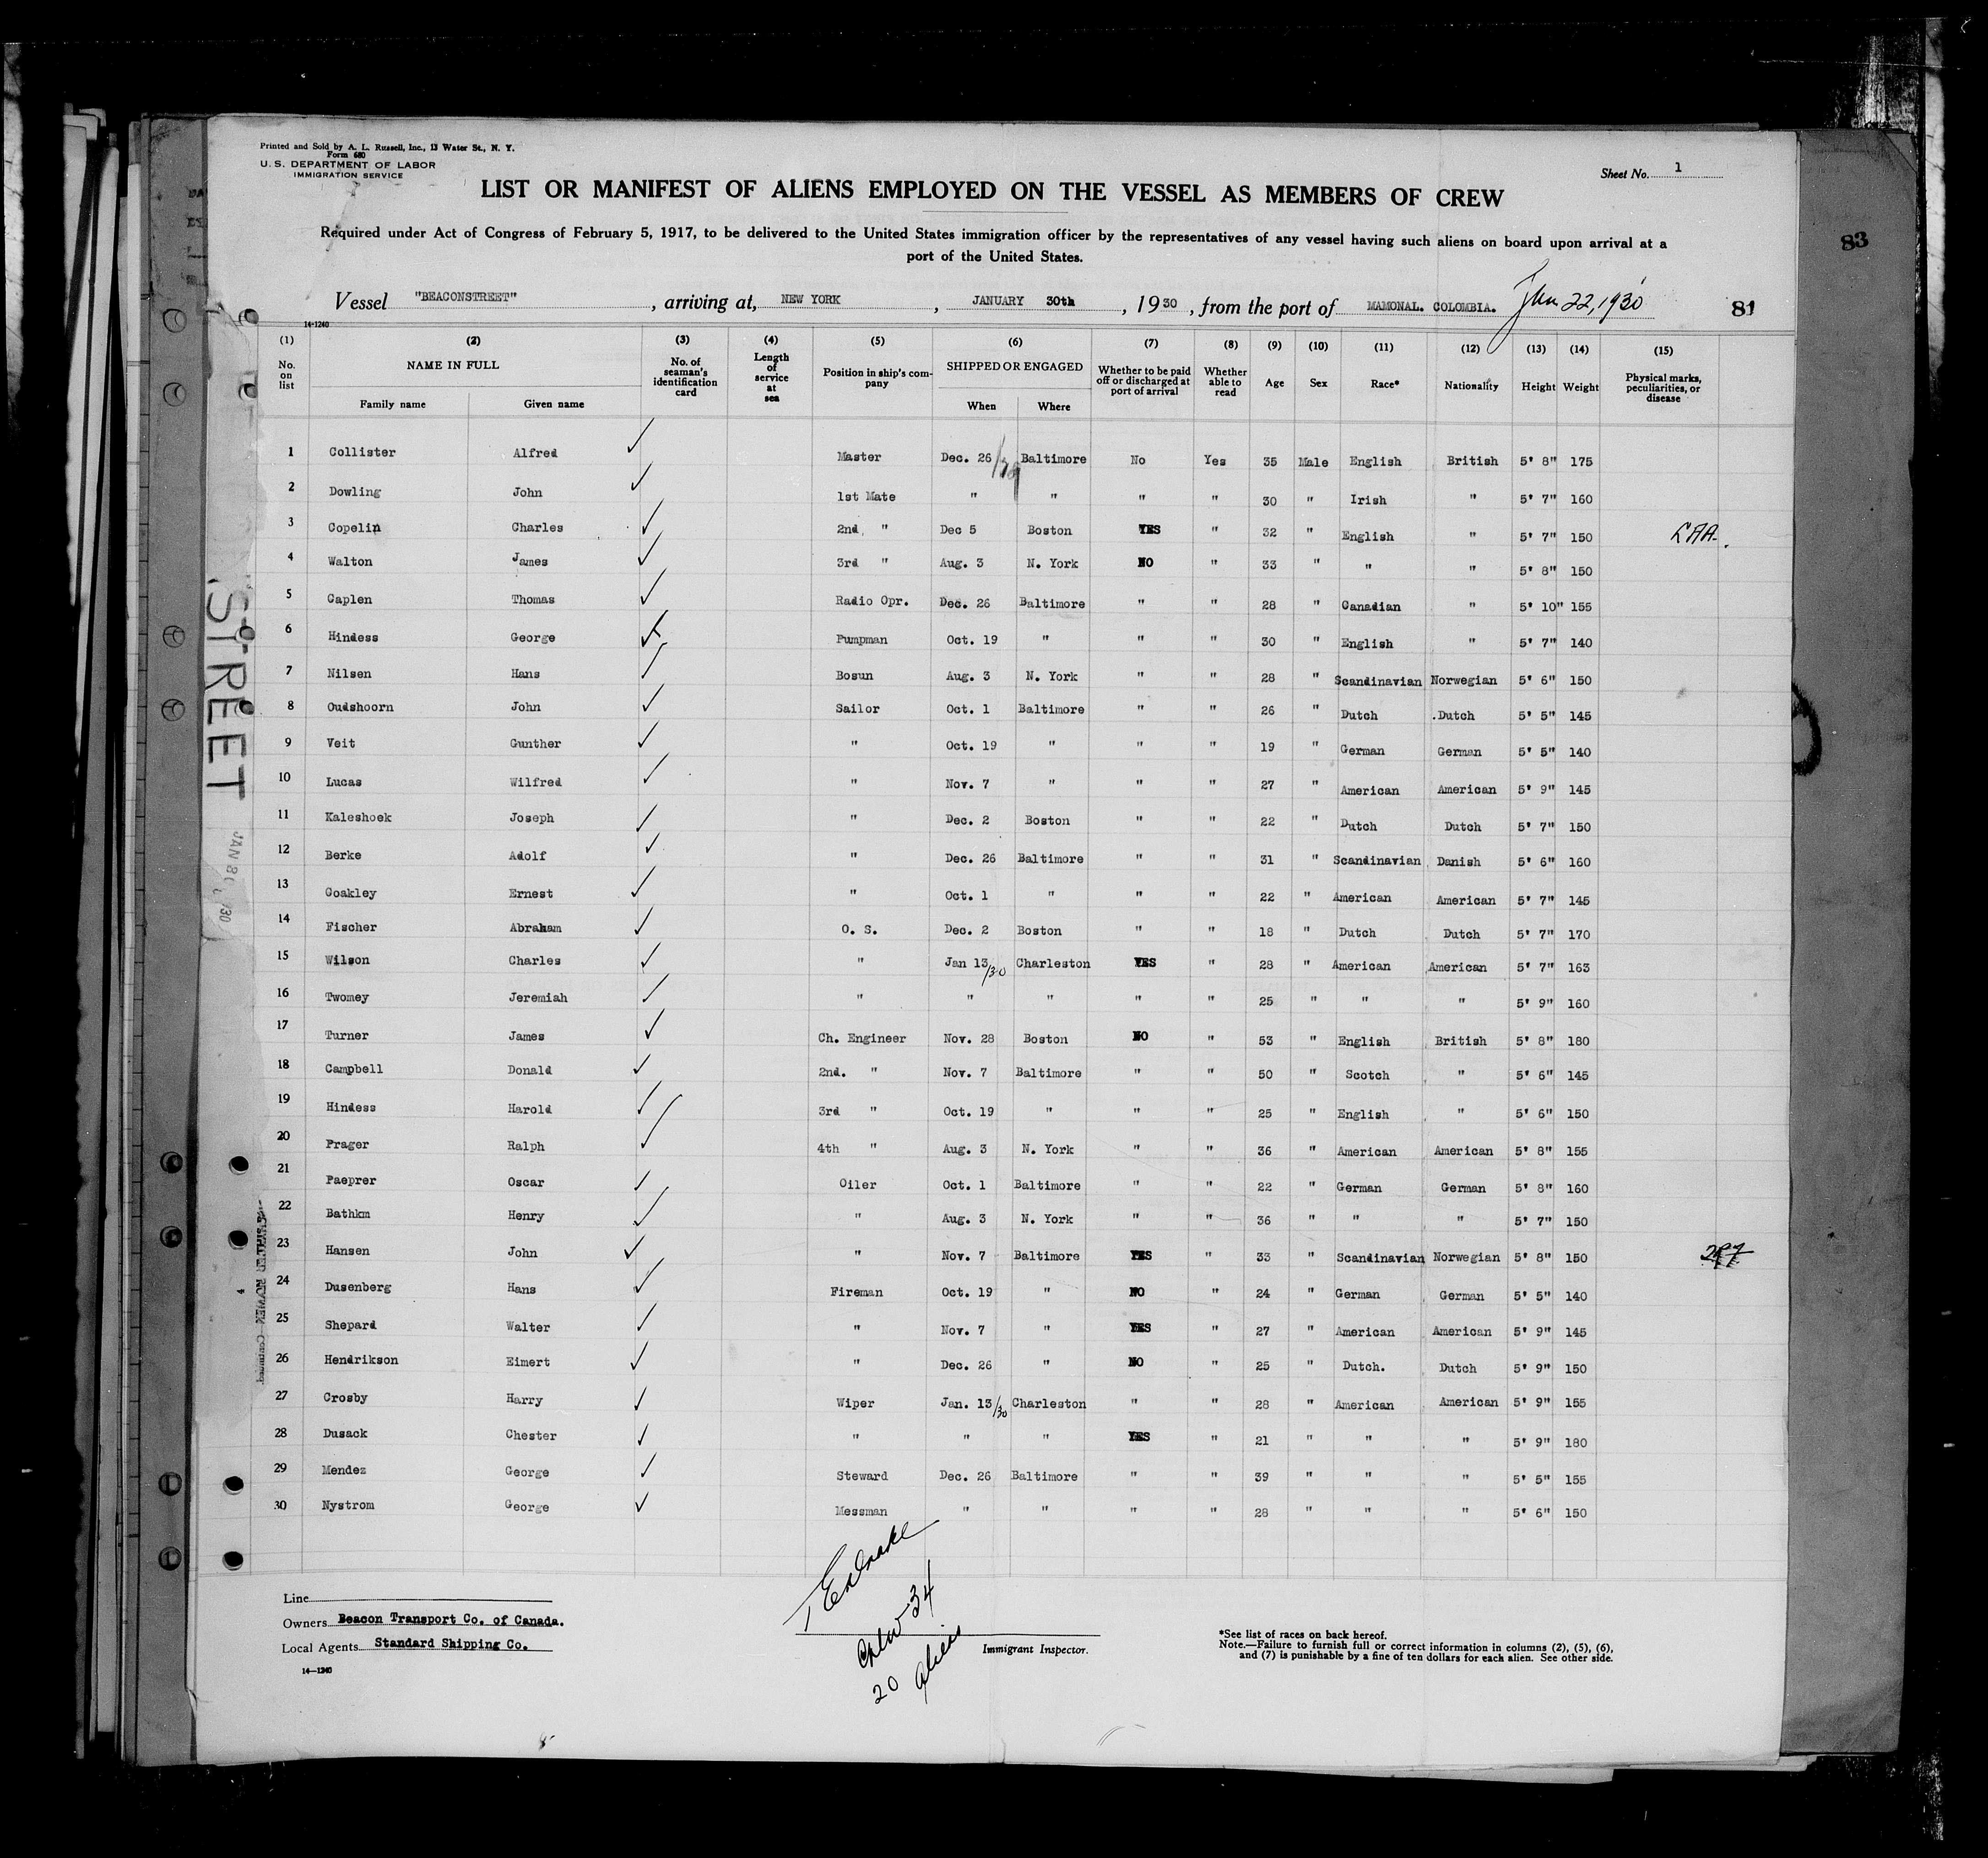 Printed and Sold by A. L. Russell, Inc., 13 Water St., N. Y.
Form 680
U. S. DEPARTMENT OF LABOR
IMMIGRATION SERVICE
Sheet No. 1
LIST OR MANIFEST OF ALIENS EMPLOYED ON THE VESSEL AS MEMBERS OF CREW
Required under Act of Congress of February 5, 1917, to be delivered to the United States immigration officer by the representatives of any vessel having such aliens on board upon arrival at a
port of the United States.
83
Vessel "BEACONSTREET", arriving at, NEW YORK, JANUARY 30th, 1930, from the port of MAMONAL. COLOMBIA. Jan 22, 1930
81
14-1240
(1) (2) (3) (4) (5) (6) (7) (8) (9) (10) (11) (12) (13) (14) (15)
No. on list NAME IN FULL Family name Given name No. of seaman's identification card Length of service at sea Position in ship's company SHIPPED OR ENGAGED When Where Whether to be paid off or discharged at port of arrival Whether able to read Age Sex Race* Nationality Height Weight Physical marks, peculiarities, or disease
1 Collister Alfred Master Dec. 26/29 Baltimore No Yes 35 Male English British 5' 8" 175
2 Dowling John 1st Mate " " " " 30 " Irish " 5' 7" 160
3 Copelin Charles 2nd. " Dec 5 Boston YES " 32 " English " 5' 7" 150
4 Walton James 3rd " Aug. 3 N. York NO " 33 " " " 5' 8" 150
5 Caplen Thomas Radio Opr. Dec. 26 Baltimore " " 28 " Canadian " 5' 10" 155
6 Hindess George Pumpman Oct. 19 " " " 30 " English " 5' 7" 140
7 Nilsen Hans Bosun Aug. 3 N. York " " 28 " Scandinavian Norwegian 5' 6" 150
8 Oudshoorn John Sailor Oct. 1 Baltimore " " 26 " Dutch .Dutch 5' 5" 145
9 Veit Gunther " Oct. 19 " " " 19 " German German 5' 5" 140
10 Lucas Wilfred " Nov. 7 " " " 27 " American American 5' 9" 145
11 Kaleshoek Joseph " Dec. 2 Boston " " 22 " Dutch Dutch 5' 7" 150
12 Berke Adolf " Dec. 26 Baltimore " " 31 " Scandinavian Danish 5' 6" 160
13 Coakley Ernest " Oct. 1 " " " 22 " American American 5' 7" 145
14 Fischer Abraham O. S. Dec. 2 Boston " " 18 " Dutch Dutch 5' 7" 170
15 Wilson Charles " Jan 13/30 Charleston YES " 28 " American American 5' 7" 163
16 Twomey Jeremiah " " " " " 25 " " " 5' 9" 160
17 Turner James Ch. Engineer Nov. 28 Boston NO " 53 " English British 5' 8" 180
18 Campbell Donald 2nd. " Nov. 7 Baltimore " " 50 " Scotch " 5' 6" 145
19 Hindess Harold 3rd " Oct. 19 " " " 25 " English " 5' 6" 150
20 Prager Ralph 4th " Aug. 3 N. York " " 36 " American American 5' 8" 155
21 Paeprer Oscar Oiler Oct. 1 Baltimore " " 22 " German German 5' 8" 160
22 Bathkm Henry " Aug. 3 N. York " " 36 " " " 5' 7" 150
23 Hansen John " Nov. 7 Baltimore YES " 33 " Scandinavian Norwegian 5' 8" 150
24 Dusenberg Hans Fireman Oct. 19 " NO " 24 " German German 5' 5" 140
25 Shepard Walter " Nov. 7 " YES " 27 " American American 5' 9" 145
26 Hendrikson Eimert " Dec. 26 " NO " 25 " Dutch. Dutch 5' 9" 150
27 Crosby Harry Wiper Jan. 13/30 Charleston " " 28 " American American 5' 9" 155
28 Dusack Chester " " " YES " 21 " " " 5' 9" 180
29 Mendez George Steward Dec. 26 Baltimore " " 39 " " " 5' 5" 155
30 Nystrom George Messman " " " " 28 " " " 5' 6" 150
STREET
34
20 Aliens
Line
Owners Beacon Transport Co. of Canada.
Local Agents Standard Shipping Co.
14-1240
Immigrant Inspector.
*See list of races on back hereof.
Note.—Failure to furnish full or correct information in columns (2), (5), (6),
and (7) is punishable by a fine of ten dollars for each alien. See other side.